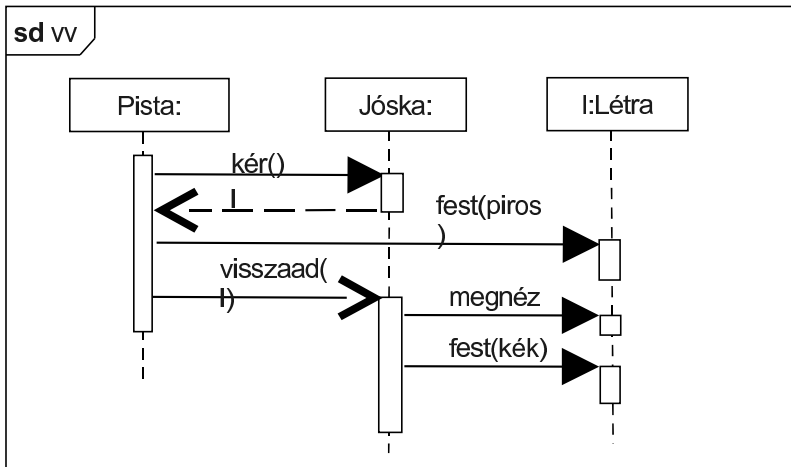 sd vv
Pista:
Jóska:
l:Létra
kér()
l
fest(piros
)
visszaad(
l)
megnéz
fest(kék)